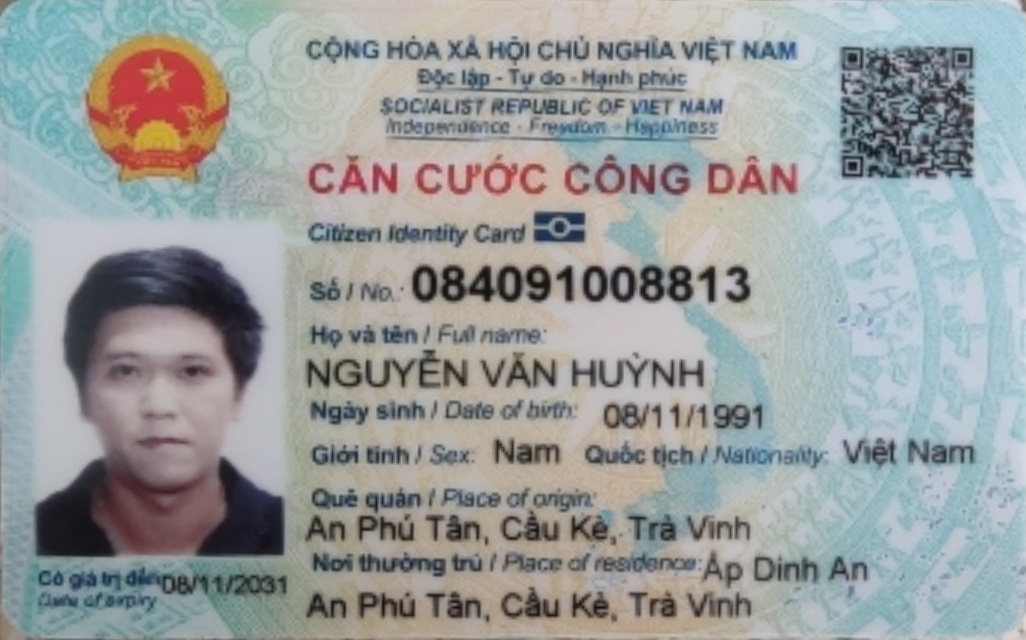 CỘNG HÒA XÃ HỘI CHỦ NGHĨA VIỆT NAM
Độc lập - Tự do - Hạnh phúc
SOCIALIST REPUBLIC OF VIET NAM
Independence - Freedom - Happiness
CĂN CƯỚC CÔNG DÂN
Citizen Identity Card
Số / No.: 084091008813
Họ và tên / Full name:
NGUYỄN VĂN HUỲNH
Ngày sinh / Date of birth: 08/11/1991
Giới tính / Sex: Nam Quốc tịch / Nationality: Việt Nam
Quê quán / Place of origin:
An Phú Tân, Cầu Kè, Trà Vinh
Nơi thường trú / Place of residence: Ấp Dinh An
An Phú Tân, Cầu Kè, Trà Vinh
Có giá trị đến: 08/11/2031
Date of expiry